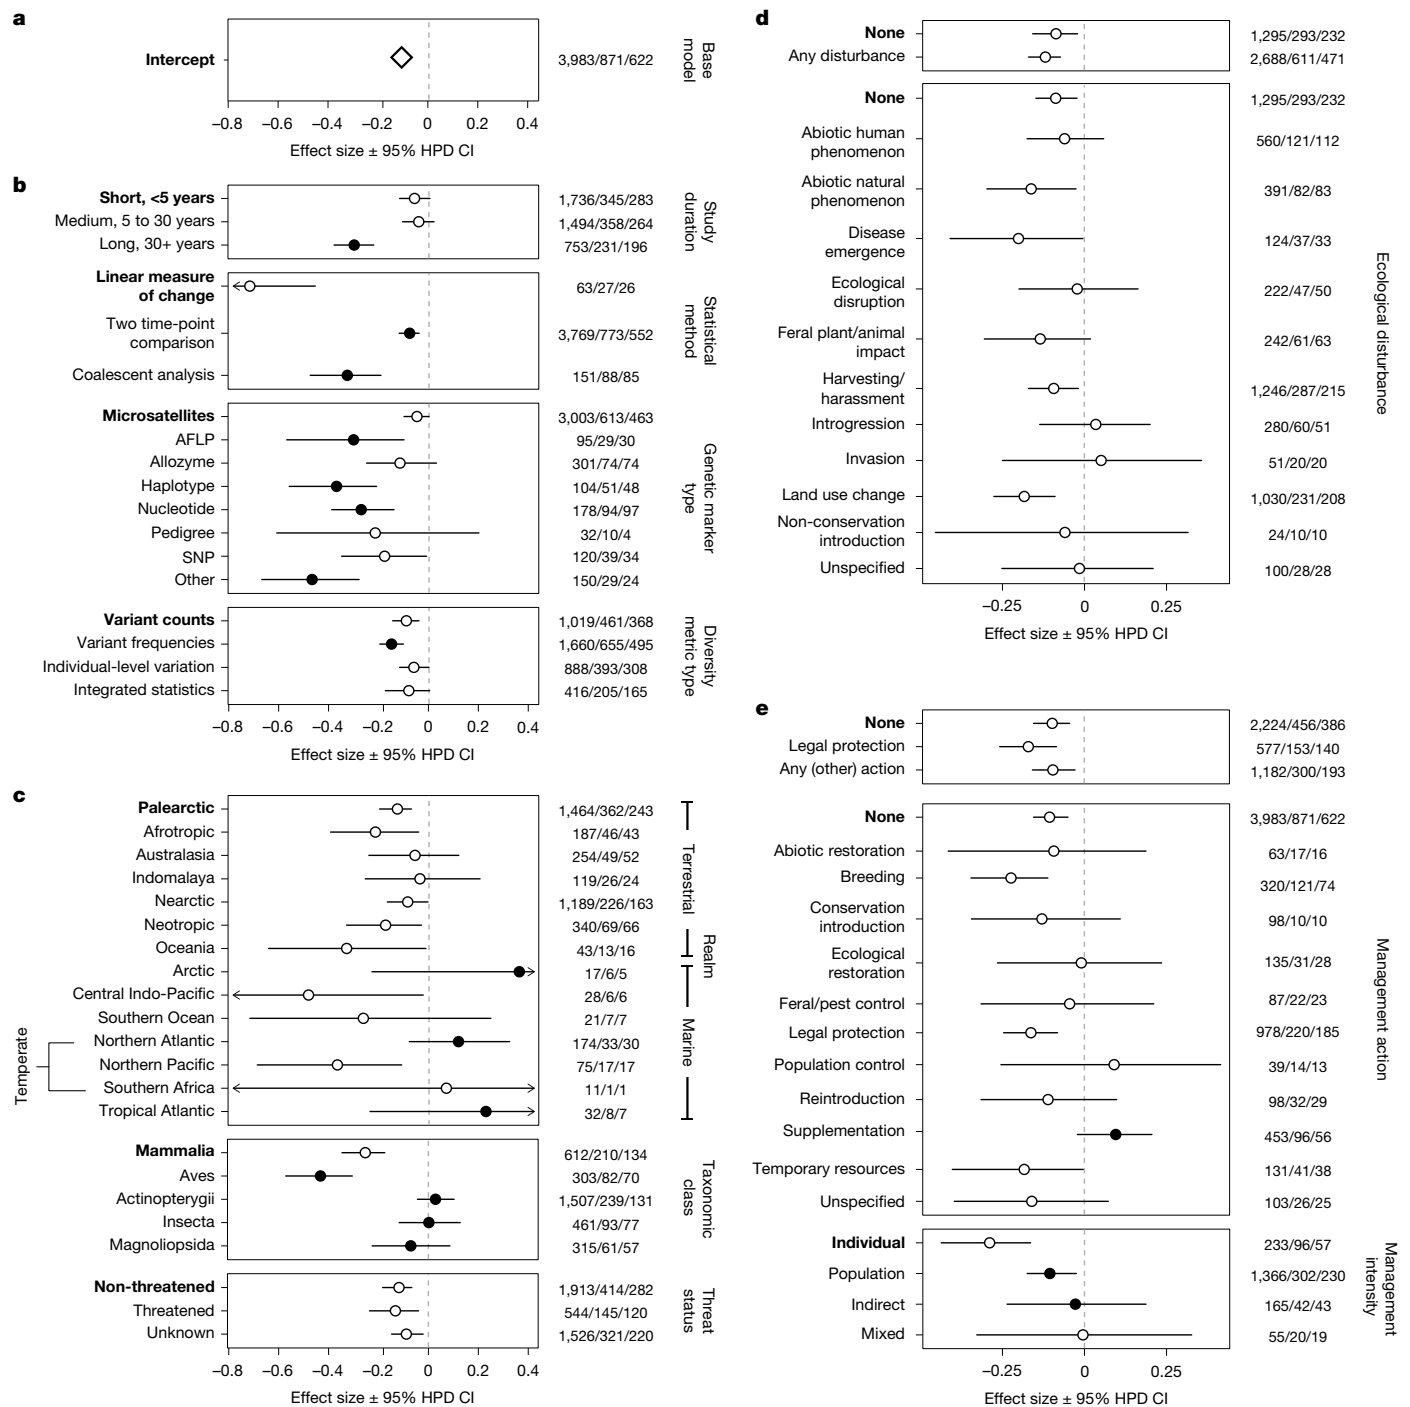 a
Intercept
3,983/871/622
Base
model
−0.8 −0.6 −0.4 −0.2 0 0.2 0.4
Effect size ± 95% HPD CI
b
Short, <5 years 1,736/345/283
Medium, 5 to 30 years 1,494/358/264
Long, 30+ years 753/231/196
Study
duration
Linear measure
of change
63/27/26
Two time-point
comparison
3,769/773/552
Coalescent analysis 151/88/85
Statistical
method
Microsatellites 3,003/613/463
AFLP 95/29/30
Allozyme 301/74/74
Haplotype 104/51/48
Nucleotide 178/94/97
Pedigree 32/10/4
SNP 120/39/34
Other 150/29/24
Genetic marker
type
Variant counts 1,019/461/368
Variant frequencies 1,660/655/495
Individual-level variation 888/393/308
Integrated statistics 416/205/165
Diversity
metric type
−0.8 −0.6 −0.4 −0.2 0 0.2 0.4
Effect size ± 95% HPD CI
c
Palearctic 1,464/362/243
Afrotropic 187/46/43
Australasia 254/49/52
Indomalaya 119/26/24
Nearctic 1,189/226/163
Neotropic 340/69/66
Oceania 43/13/16
Arctic 17/6/5
Central Indo-Pacific 28/6/6
Southern Ocean 21/7/7
Northern Atlantic 174/33/30
Northern Pacific 75/17/17
Southern Africa 11/1/1
Tropical Atlantic 32/8/7
Temperate
Terrestrial
Marine
Realm
Mammalia 612/210/134
Aves 303/82/70
Actinopterygii 1,507/239/131
Insecta 461/93/77
Magnoliopsida 315/61/57
Taxonomic
class
Non-threatened 1,913/414/282
Threatened 544/145/120
Unknown 1,526/321/220
Threat
status
−0.8 −0.6 −0.4 −0.2 0 0.2 0.4
Effect size ± 95% HPD CI
d
None 1,295/293/232
Any disturbance 2,688/611/471
None 1,295/293/232
Abiotic human
phenomenon
560/121/112
Abiotic natural
phenomenon
391/82/83
Disease
emergence
124/37/33
Ecological
disruption
222/47/50
Feral plant/animal
impact
242/61/63
Harvesting/
harassment
1,246/287/215
Introgression 280/60/51
Invasion 51/20/20
Land use change 1,030/231/208
Non-conservation
introduction
24/10/10
Unspecified 100/28/28
Ecological disturbance
−0.25 0 0.25
Effect size ± 95% HPD CI
e
None 2,224/456/386
Legal protection 577/153/140
Any (other) action 1,182/300/193
None 3,983/871/622
Abiotic restoration 63/17/16
Breeding 320/121/74
Conservation
introduction
98/10/10
Ecological
restoration
135/31/28
Feral/pest control 87/22/23
Legal protection 978/220/185
Population control 39/14/13
Reintroduction 98/32/29
Supplementation 453/96/56
Temporary resources 131/41/38
Unspecified 103/26/25
Management action
Individual 233/96/57
Population 1,366/302/230
Indirect 165/42/43
Mixed 55/20/19
Management
intensity
−0.25 0 0.25
Effect size ± 95% HPD CI